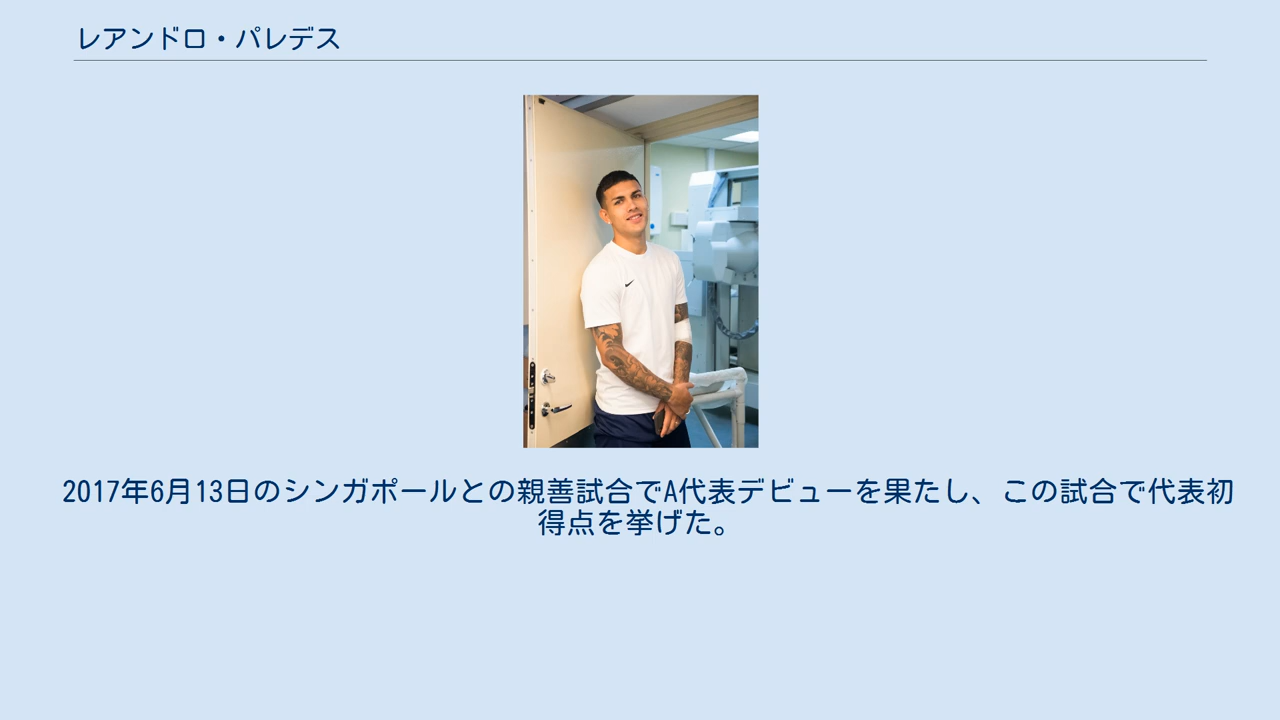 レアンドロ・パレデス
2017年6月13日のシンガポールとの親善試合でA代表デビューを果たし、この試合で代表初
得点を挙げた。